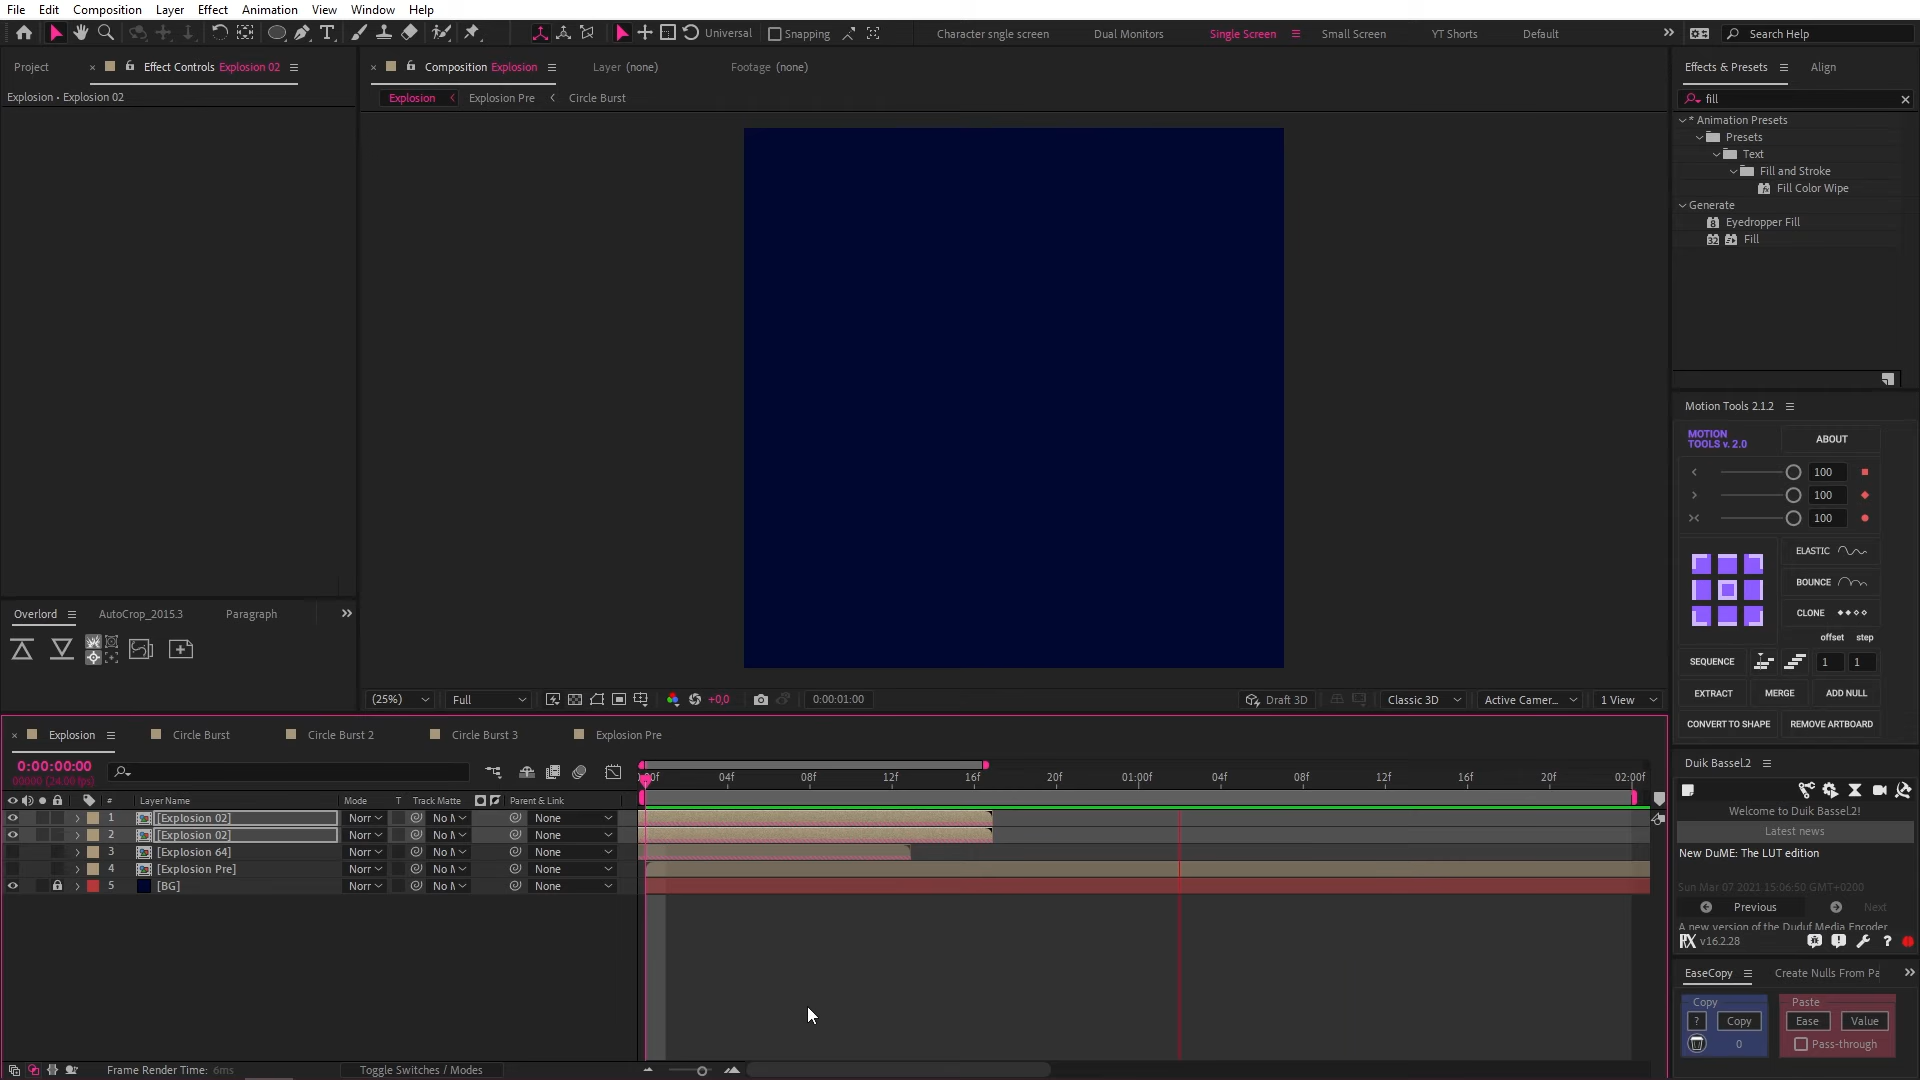 File Edit Composition Layer Effect Animation View Window Help
Universal Snapping Character sngle screen Dual Monitors Single Screen Small Screen YT Shorts Default Search Help
Project Effect Controls Explosion 02 Composition Explosion Layer (none) Footage (none) Effects & Presets Align
Explosion • Explosion 02 Explosion Explosion Pre Circle Burst fill
* Animation Presets
Presets
Text
Fill and Stroke
Fill Color Wipe
Generate
Eyedropper Fill
32 Fill
Motion Tools 2.1.2
MOTION
TOOLS v. 2.0
ABOUT
100
100
100
ELASTIC
BOUNCE
CLONE
offset step
SEQUENCE 1 1
EXTRACT MERGE ADD NULL
CONVERT TO SHAPE REMOVE ARTBOARD
Overlord AutoCrop_2015.3 Paragraph
(25%) Full +0,0 0:00:01:00 Draft 3D Classic 3D Active Camer... 1 View
Explosion Circle Burst Circle Burst 2 Circle Burst 3 Explosion Pre
0:00:00:00
00000 (24.00 fps)
:00f 04f 08f 12f 16f 20f 01:00f 04f 08f 12f 16f 20f 02:00f
# Layer Name Mode T Track Matte Parent & Link
1 [Explosion 02] Norr No None
2 [Explosion 02] Norr No None
3 [Explosion 64] Norr No None
4 [Explosion Pre] Norr No None
5 [BG] Norr No None
Frame Render Time: 6ms Toggle Switches / Modes
Duik Bassel.2
Welcome to Duik Bassel.2!
Latest news
New DuME: The LUT edition
Sun Mar 07 2021 15:06:50 GMT+0200
Previous Next
A new version of the Duduf Media Encoder
v16.2.28 ?
EaseCopy Create Nulls From Pa
Copy Paste
? Copy Ease Value
0 Pass-through